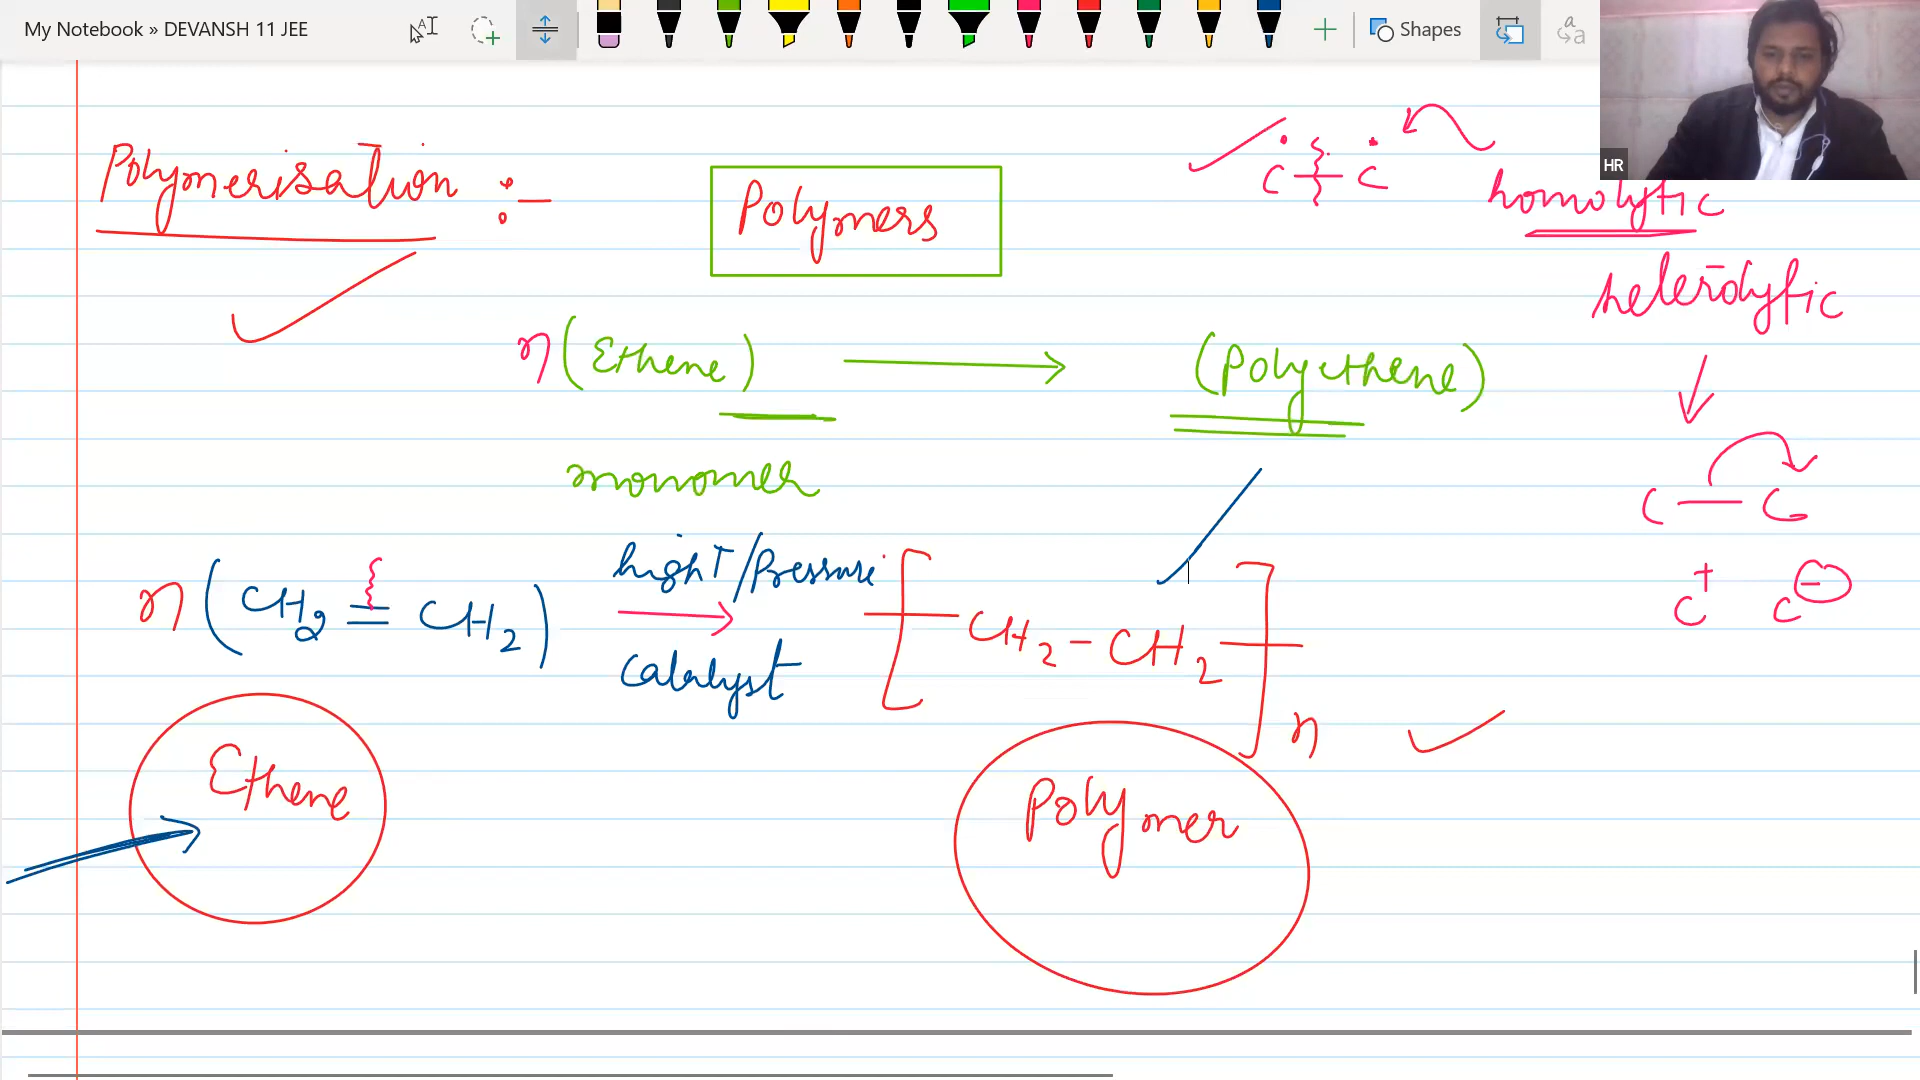 My Notebook » DEVANSH 11 JEE
Shapes
HR
Polymerisation :-
Polymers
C C
homolytic
heterolytic
n(Ethene) → (Polyethene)
monomer
C — C
C+ C-
n(CH2 = CH2) high T/Pressure → Catalyst [CH2 - CH2]n
Ethene
Polymer